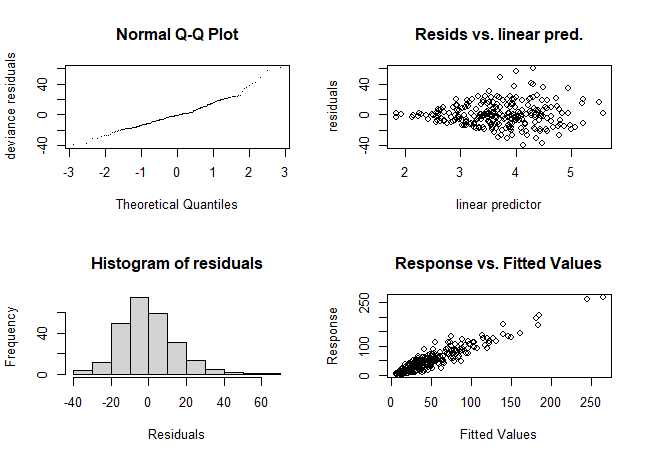 Normal Q-Q Plot
deviance residuals
-40 0 40
-3 -2 -1 0 1 2 3
Theoretical Quantiles
Resids vs. linear pred.
residuals
-40 0 40
2 3 4 5
linear predictor
Histogram of residuals
Frequency
0 40
-40 -20 0 20 40 60
Residuals
Response vs. Fitted Values
Response
0 100 250
0 50 100 150 200 250
Fitted Values